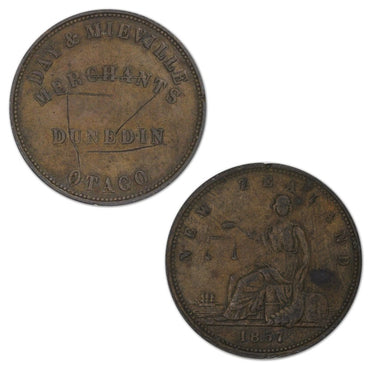 DAY & MIEVILLE
MERCHANTS
DUNEDIN
OTAGO
NEW ZEALAND
1857